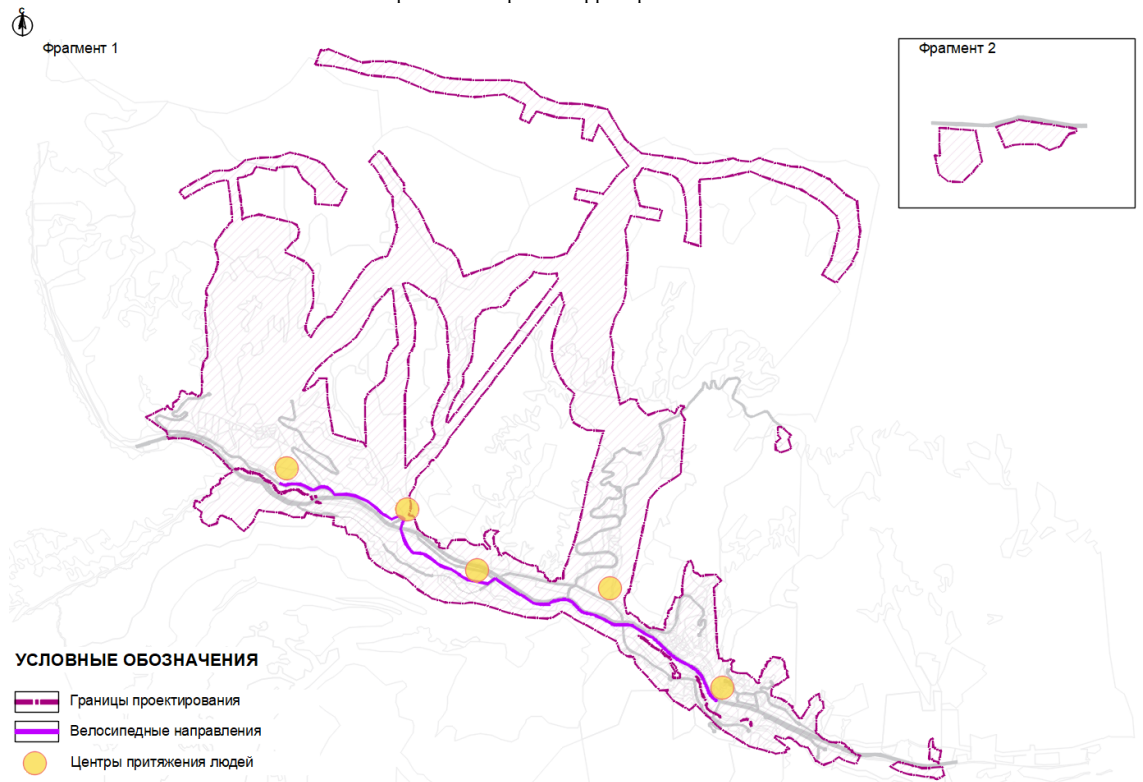 С
Фрагмент 1
Фрагмент 2
УСЛОВНЫЕ ОБОЗНАЧЕНИЯ
Границы проектирования
Велосипедные направления
Центры притяжения людей